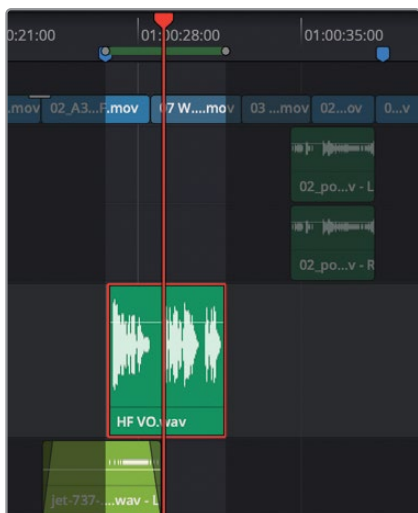 0:21:00 01:00:28:00 01:00:35:00
.mov 02_A3...F.mov 07 W....mov 03 ...mov 02...ov 0...v
02_po...v - L
02_po...v - R
HF VO.wav
jet-737-....wav - L